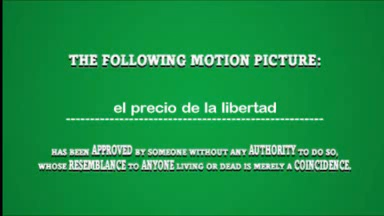 THE FOLLOWING MOTION PICTURE:
el precio de la libertad
HAS BEEN APPROVED BY SOMEONE WITHOUT ANY AUTHORITY TO DO SO,
WHOSE RESEMBLANCE TO ANYONE LIVING OR DEAD IS MERELY A COINCIDENCE.